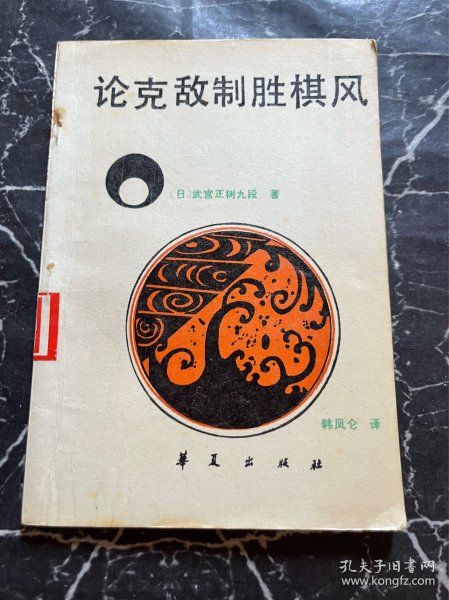 论克敌制胜棋风
〔日〕武宫正树九段 著
韩凤仑 译
华夏出版社
孔夫子旧书网
www.kongfz.com